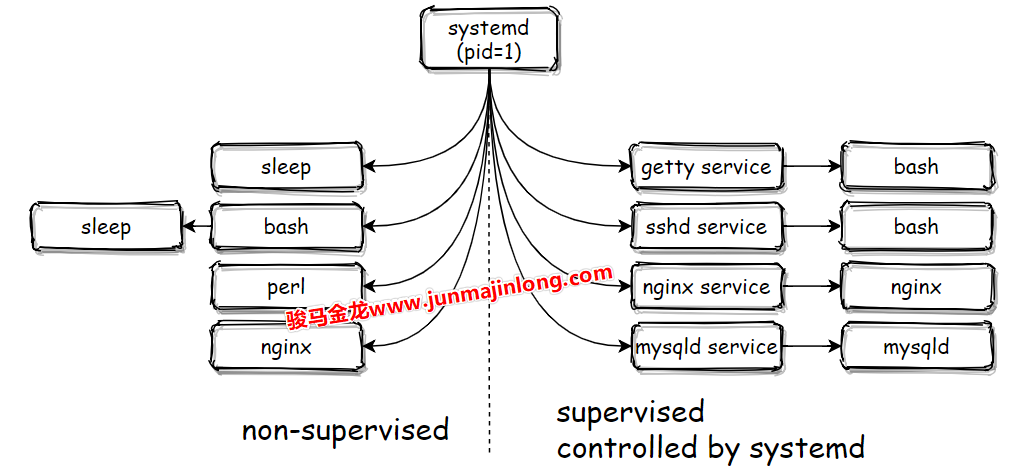 systemd
(pid=1)
sleep
getty service
bash
sleep
bash
sshd service
bash
perl
nginx service
nginx
骏马金龙www.junmajinlong.com
nginx
mysqld service
mysqld
non-supervised
supervised
controlled by systemd